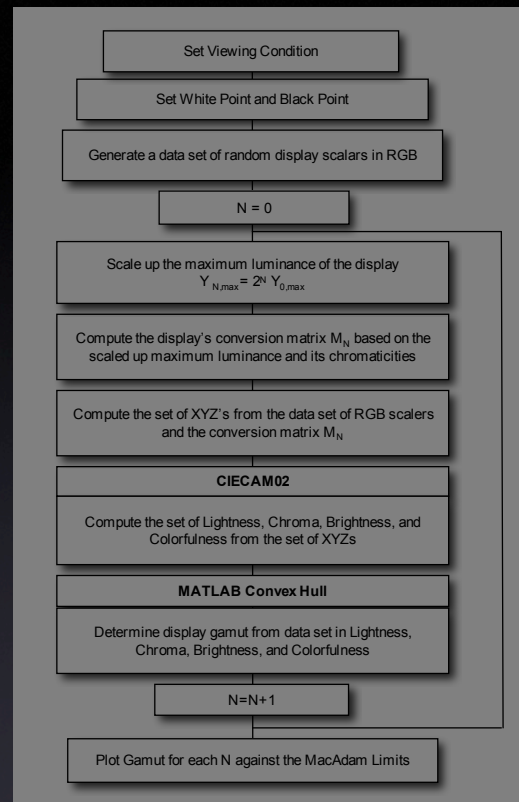 Set Viewing Condition
Set White Point and Black Point
Generate a data set of random display scalars in RGB
N = 0
Scale up the maximum luminance of the display
Y N,max = 2ᴺ Y0,max
Compute the display's conversion matrix MN based on the
scaled up maximum luminance and its chromaticities
Compute the set of XYZ's from the data set of RGB scalers
and the conversion matrix MN
CIECAM02
Compute the set of Lightness, Chroma, Brightness, and
Colorfulness from the set of XYZs
MATLAB Convex Hull
Determine display gamut from data set in Lightness,
Chroma, Brightness, and Colorfulness
N=N+1
Plot Gamut for each N against the MacAdam Limits